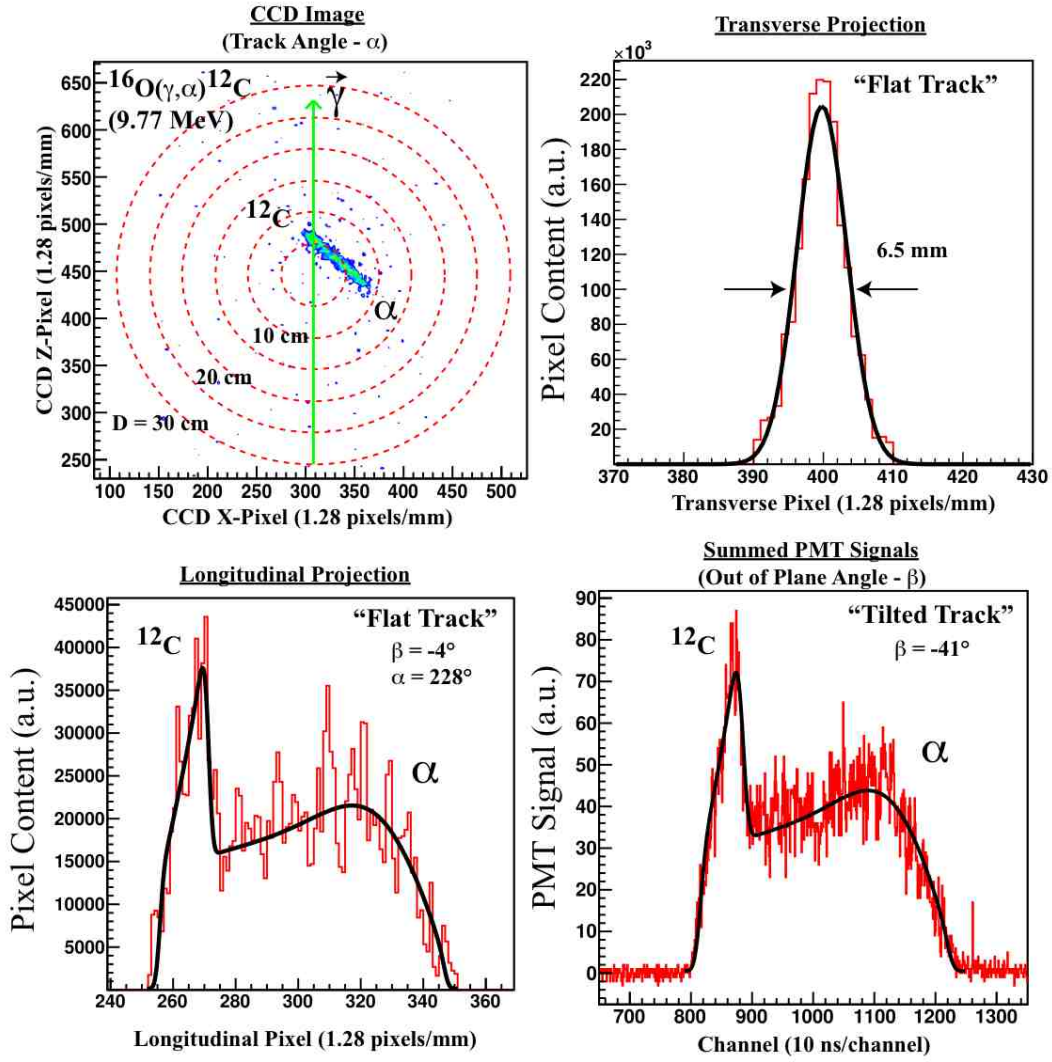 CCD Image
(Track Angle - α)
16O(γ,α)12C
(9.77 MeV)
γ
12C
α
10 cm
20 cm
D = 30 cm
650
600
550
500
450
400
350
300
250
100 150 200 250 300 350 400 450 500
CCD Z-Pixel (1.28 pixels/mm)
CCD X-Pixel (1.28 pixels/mm)
Transverse Projection
×10³
“Flat Track”
6.5 mm
220
200
180
160
140
120
100
80
60
40
20
370 380 390 400 410 420 430
Pixel Content (a.u.)
Transverse Pixel (1.28 pixels/mm)
Longitudinal Projection
“Flat Track”
β = -4°
α = 228°
12C
α
45000
40000
35000
30000
25000
20000
15000
10000
5000
240 260 280 300 320 340 360
Pixel Content (a.u.)
Longitudinal Pixel (1.28 pixels/mm)
Summed PMT Signals
(Out of Plane Angle - β)
“Tilted Track”
β = -41°
12C
α
90
80
70
60
50
40
30
20
10
0
700 800 900 1000 1100 1200 1300
PMT Signal (a.u.)
Channel (10 ns/channel)